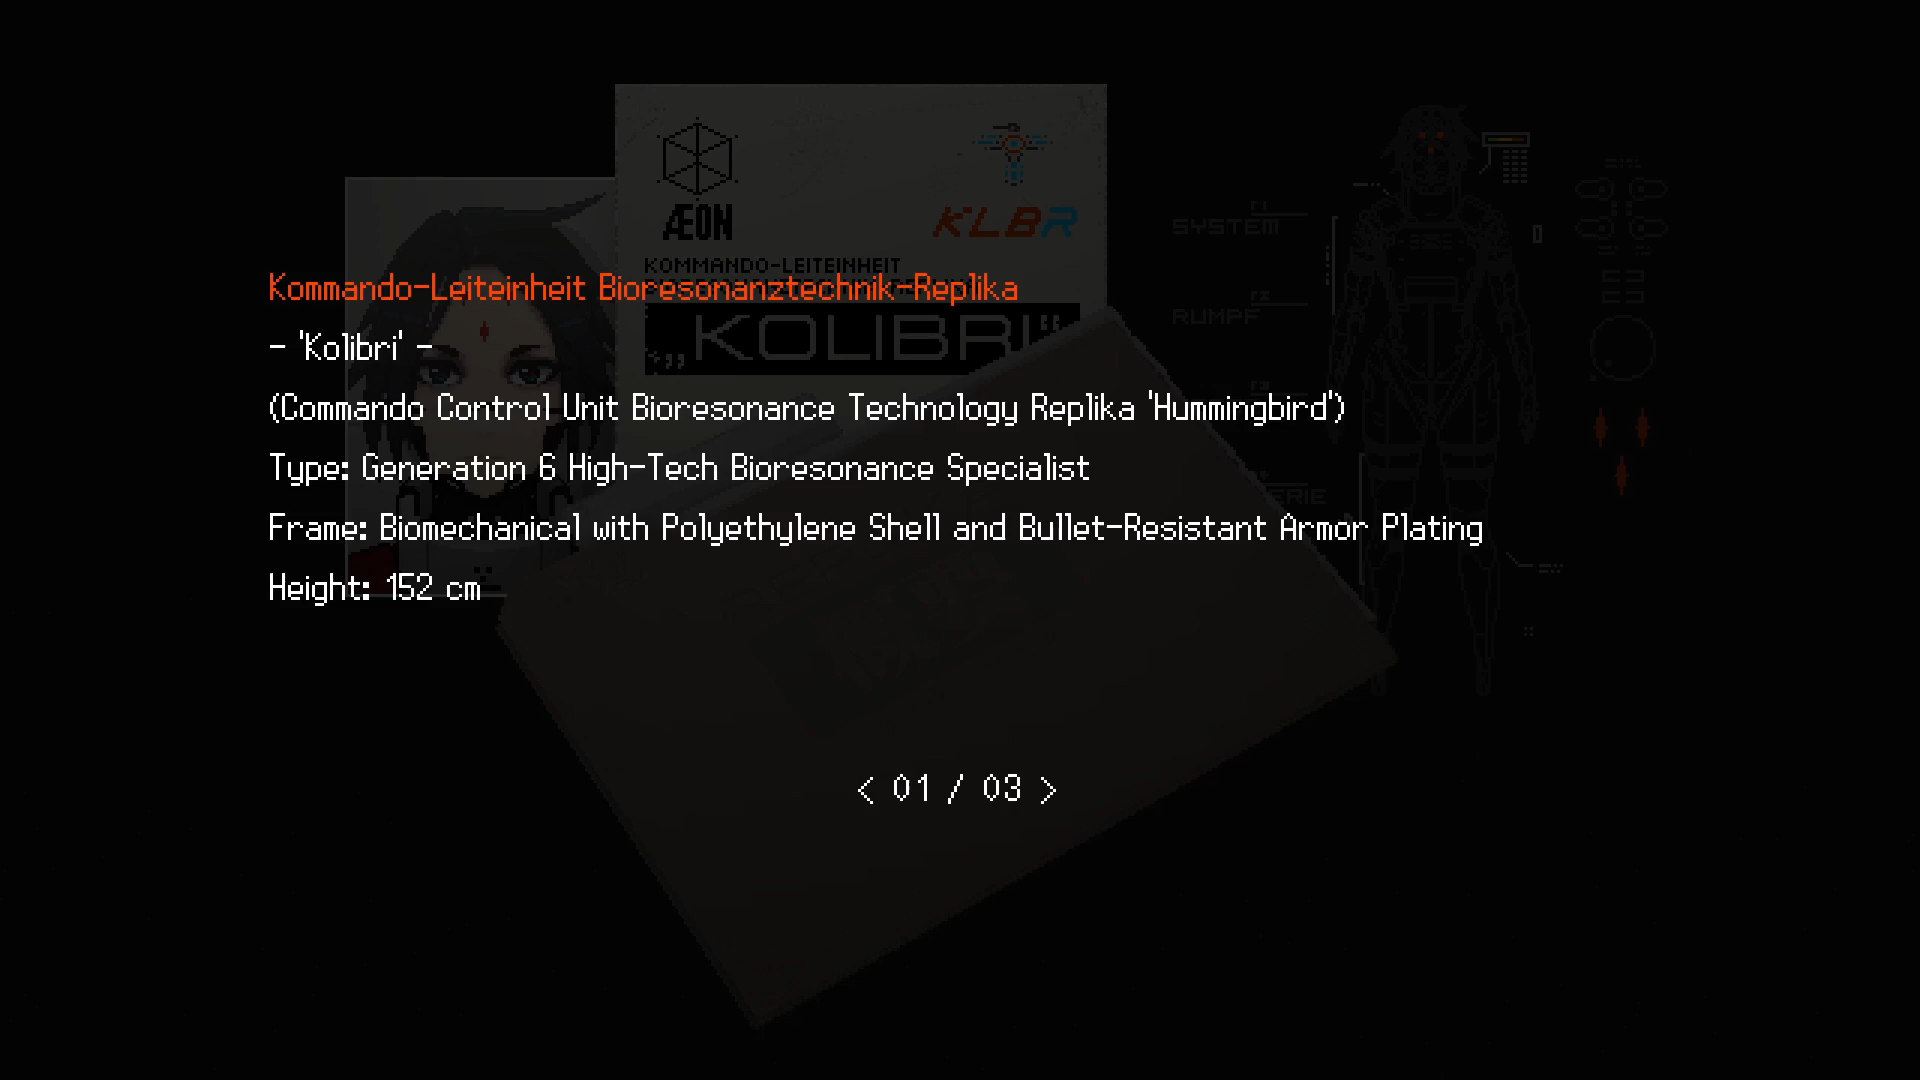 ÆON
KLBR
KOMMANDO-LEITEINHEIT
Kommando-Leiteinheit Bioresonanztechnik-Replika
„KOLIBRI“
- 'Kolibri' -
(Commando Control Unit Bioresonance Technology Replika 'Hummingbird')
Type: Generation 6 High-Tech Bioresonance Specialist
Frame: Biomechanical with Polyethylene Shell and Bullet-Resistant Armor Plating
Height: 152 cm
SYSTEM
RUMPF
< 01 / 03 >